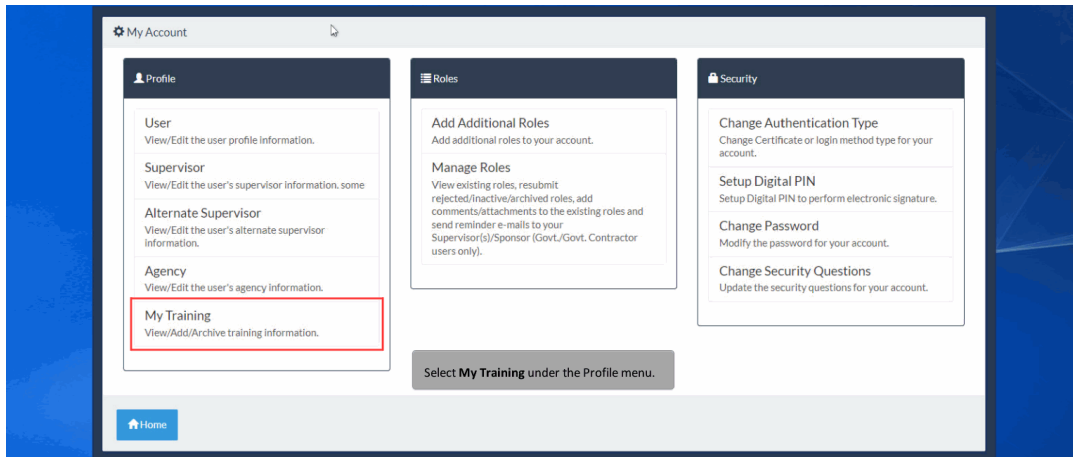 My Account
Profile
User
View/Edit the user profile information.
Supervisor
View/Edit the user's supervisor information. some
Alternate Supervisor
View/Edit the user's alternate supervisor
information.
Agency
View/Edit the user's agency information.
My Training
View/Add/Archive training information.
Roles
Add Additional Roles
Add additional roles to your account.
Manage Roles
View existing roles, resubmit
rejected/inactive/archived roles, add
comments/attachments to the existing roles and
send reminder e-mails to your
Supervisor(s)/Sponsor (Govt./Govt. Contractor
users only).
Security
Change Authentication Type
Change Certificate or login method type for your
account.
Setup Digital PIN
Setup Digital PIN to perform electronic signature.
Change Password
Modify the password for your account.
Change Security Questions
Update the security questions for your account.
Select My Training under the Profile menu.
Home